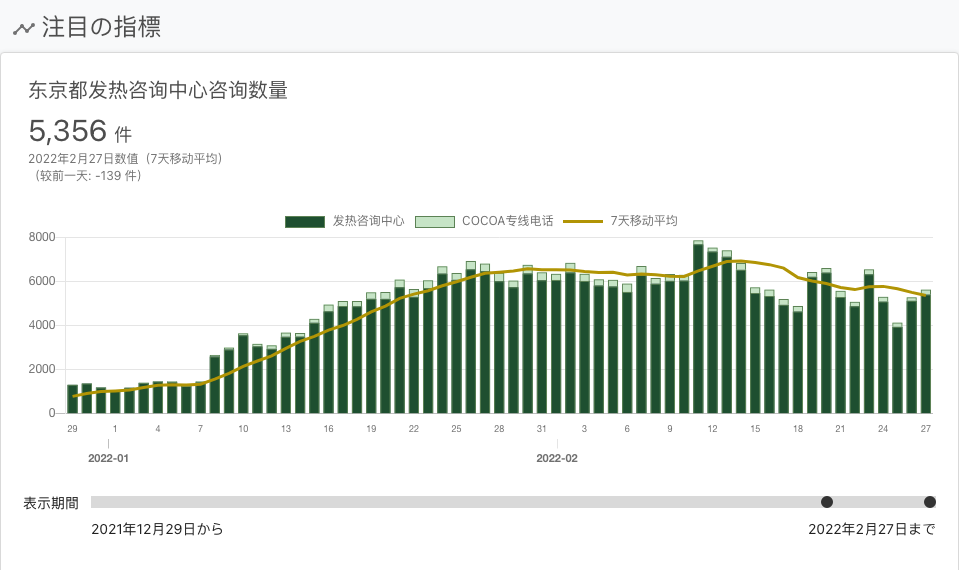 注目の指標
东京都发热咨询中心咨询数量
5,356 件
2022年2月27日数值（7天移动平均）
（较前一天: -139 件）
发热咨询中心 COCOA专线电话 7天移动平均
8000
6000
4000
2000
0
29 1 4 7 10 13 16 19 22 25 28 31 3 6 9 12 15 18 21 24 27
2022-01 2022-02
表示期間
2021年12月29日から 2022年2月27日まで